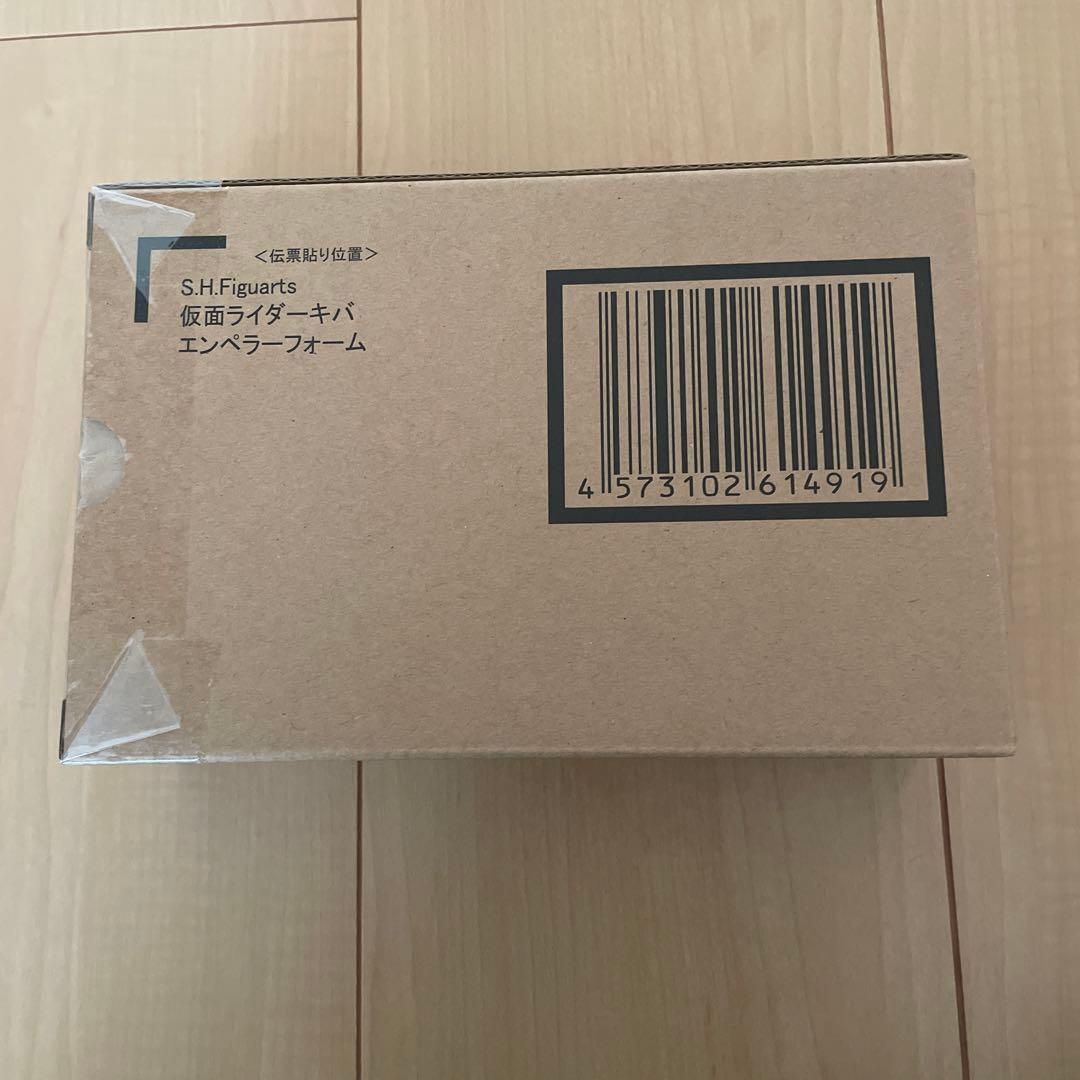 <伝票貼り位置>
S.H.Figuarts
仮面ライダーキバ
エンペラーフォーム
4 573102 614919